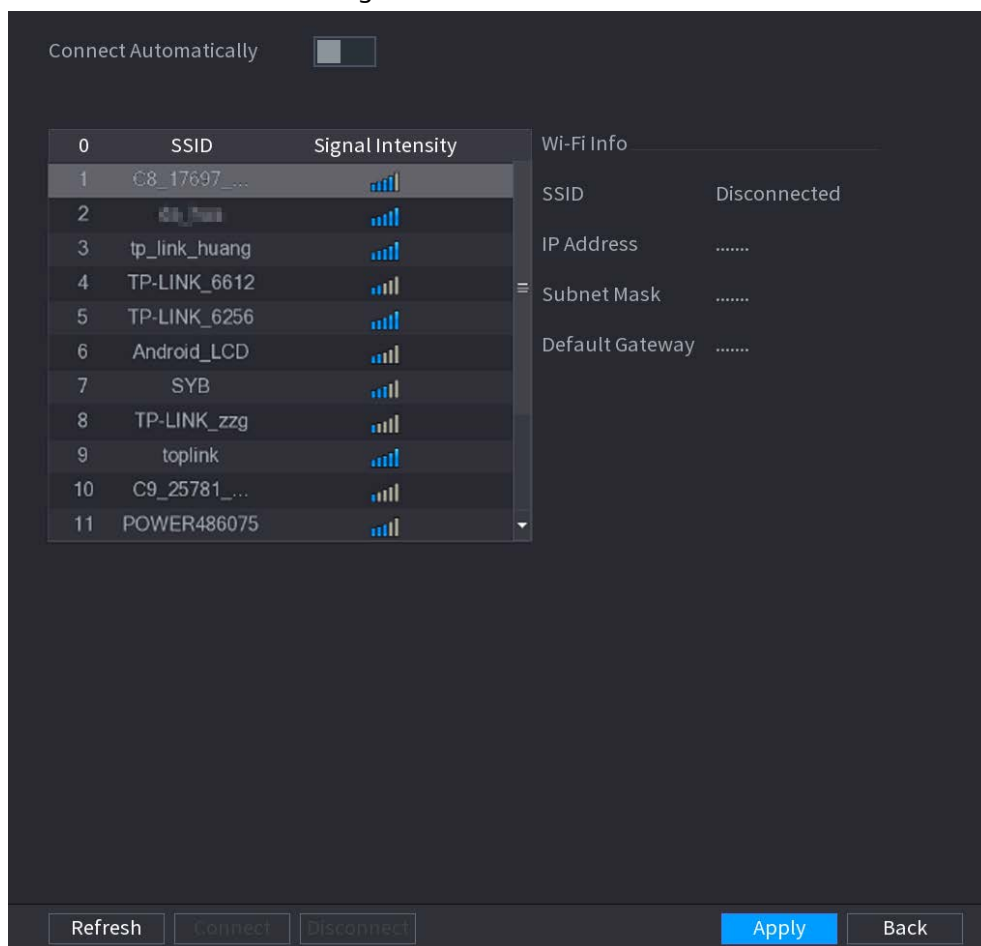 Connect Automatically
0 SSID Signal Intensity
1 C8_17697_...
2
3 tp_link_huang
4 TP-LINK_6612
5 TP-LINK_6256
6 Android_LCD
7 SYB
8 TP-LINK_zzg
9 toplink
10 C9_25781_...
11 POWER486075
Wi-Fi Info
SSID Disconnected
IP Address .......
Subnet Mask .......
Default Gateway .......
Refresh Connect Disconnect Apply Back